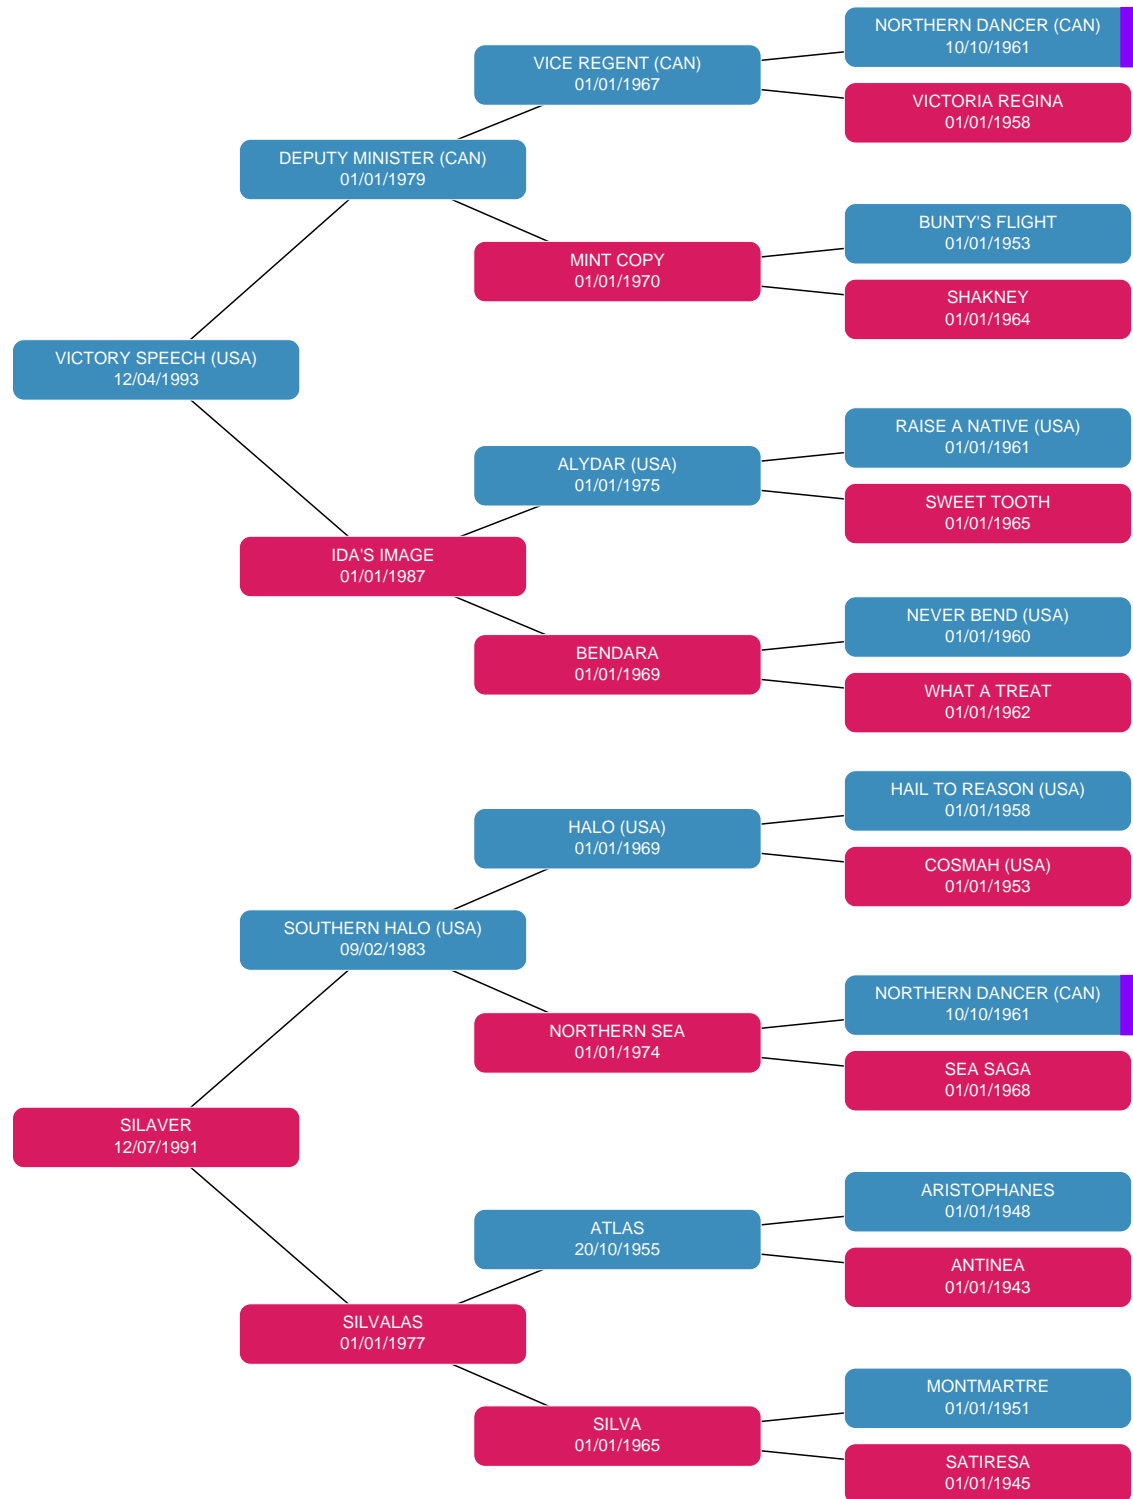 NORTHERN DANCER (CAN)
10/10/1961
VICE REGENT (CAN)
01/01/1967
VICTORIA REGINA
01/01/1958
DEPUTY MINISTER (CAN)
01/01/1979
BUNTY'S FLIGHT
01/01/1953
MINT COPY
01/01/1970
SHAKNEY
01/01/1964
VICTORY SPEECH (USA)
12/04/1993
RAISE A NATIVE (USA)
01/01/1961
ALYDAR (USA)
01/01/1975
SWEET TOOTH
01/01/1965
IDA'S IMAGE
01/01/1987
NEVER BEND (USA)
01/01/1960
BENDARA
01/01/1969
WHAT A TREAT
01/01/1962
HAIL TO REASON (USA)
01/01/1958
HALO (USA)
01/01/1969
COSMAH (USA)
01/01/1953
SOUTHERN HALO (USA)
09/02/1983
NORTHERN DANCER (CAN)
10/10/1961
NORTHERN SEA
01/01/1974
SEA SAGA
01/01/1968
SILAVER
12/07/1991
ARISTOPHANES
01/01/1948
ATLAS
20/10/1955
ANTINEA
01/01/1943
SILVALAS
01/01/1977
MONTMARTRE
01/01/1951
SILVA
01/01/1965
SATIRESA
01/01/1945